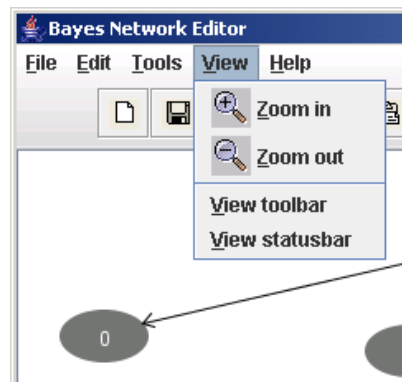 Bayes Network Editor
File Edit Tools View Help
Zoom in
Zoom out
View toolbar
View statusbar
0